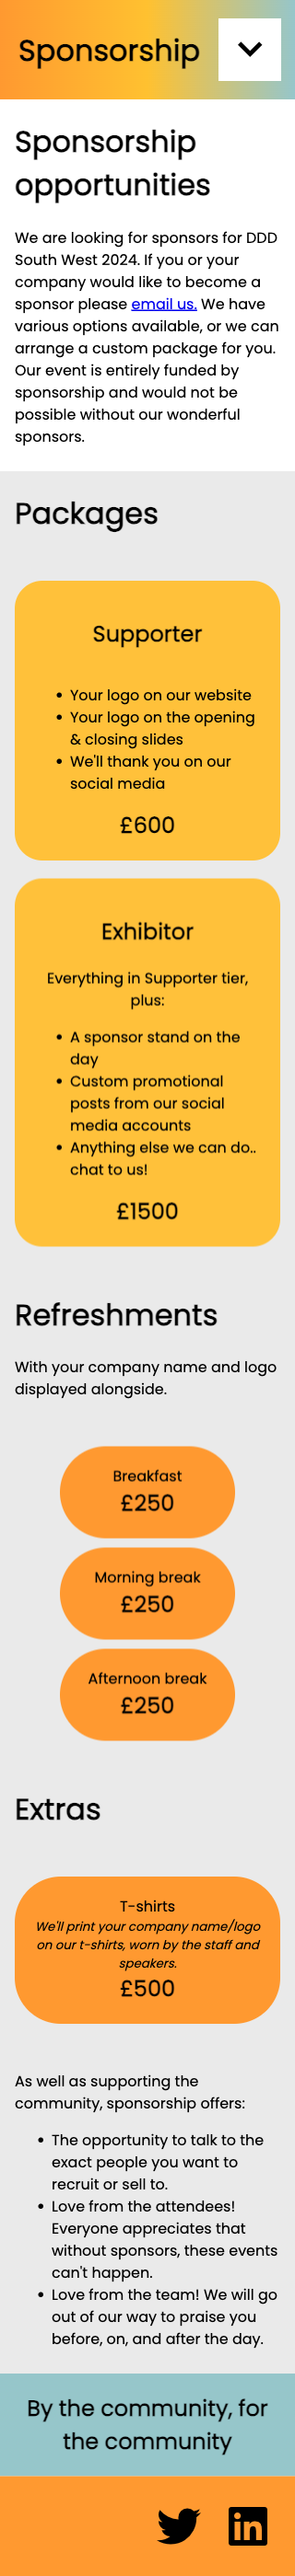 Sponsorship
Sponsorship
opportunities
We are looking for sponsors for DDD
South West 2024. If you or your
company would like to become a
sponsor please email us. We have
various options available, or we can
arrange a custom package for you.
Our event is entirely funded by
sponsorship and would not be
possible without our wonderful
sponsors.
Packages
Supporter
• Your logo on our website
• Your logo on the opening
& closing slides
• We'll thank you on our
social media
£600
Exhibitor
Everything in Supporter tier,
plus:
• A sponsor stand on the
day
• Custom promotional
posts from our social
media accounts
• Anything else we can do..
chat to us!
£1500
Refreshments
With your company name and logo
displayed alongside.
Breakfast
£250
Morning break
£250
Afternoon break
£250
Extras
T-shirts
We'll print your company name/logo
on our t-shirts, worn by the staff and
speakers.
£500
As well as supporting the
community, sponsorship offers:
• The opportunity to talk to the
exact people you want to
recruit or sell to.
• Love from the attendees!
Everyone appreciates that
without sponsors, these events
can't happen.
• Love from the team! We will go
out of our way to praise you
before, on, and after the day.
By the community, for
the community
in